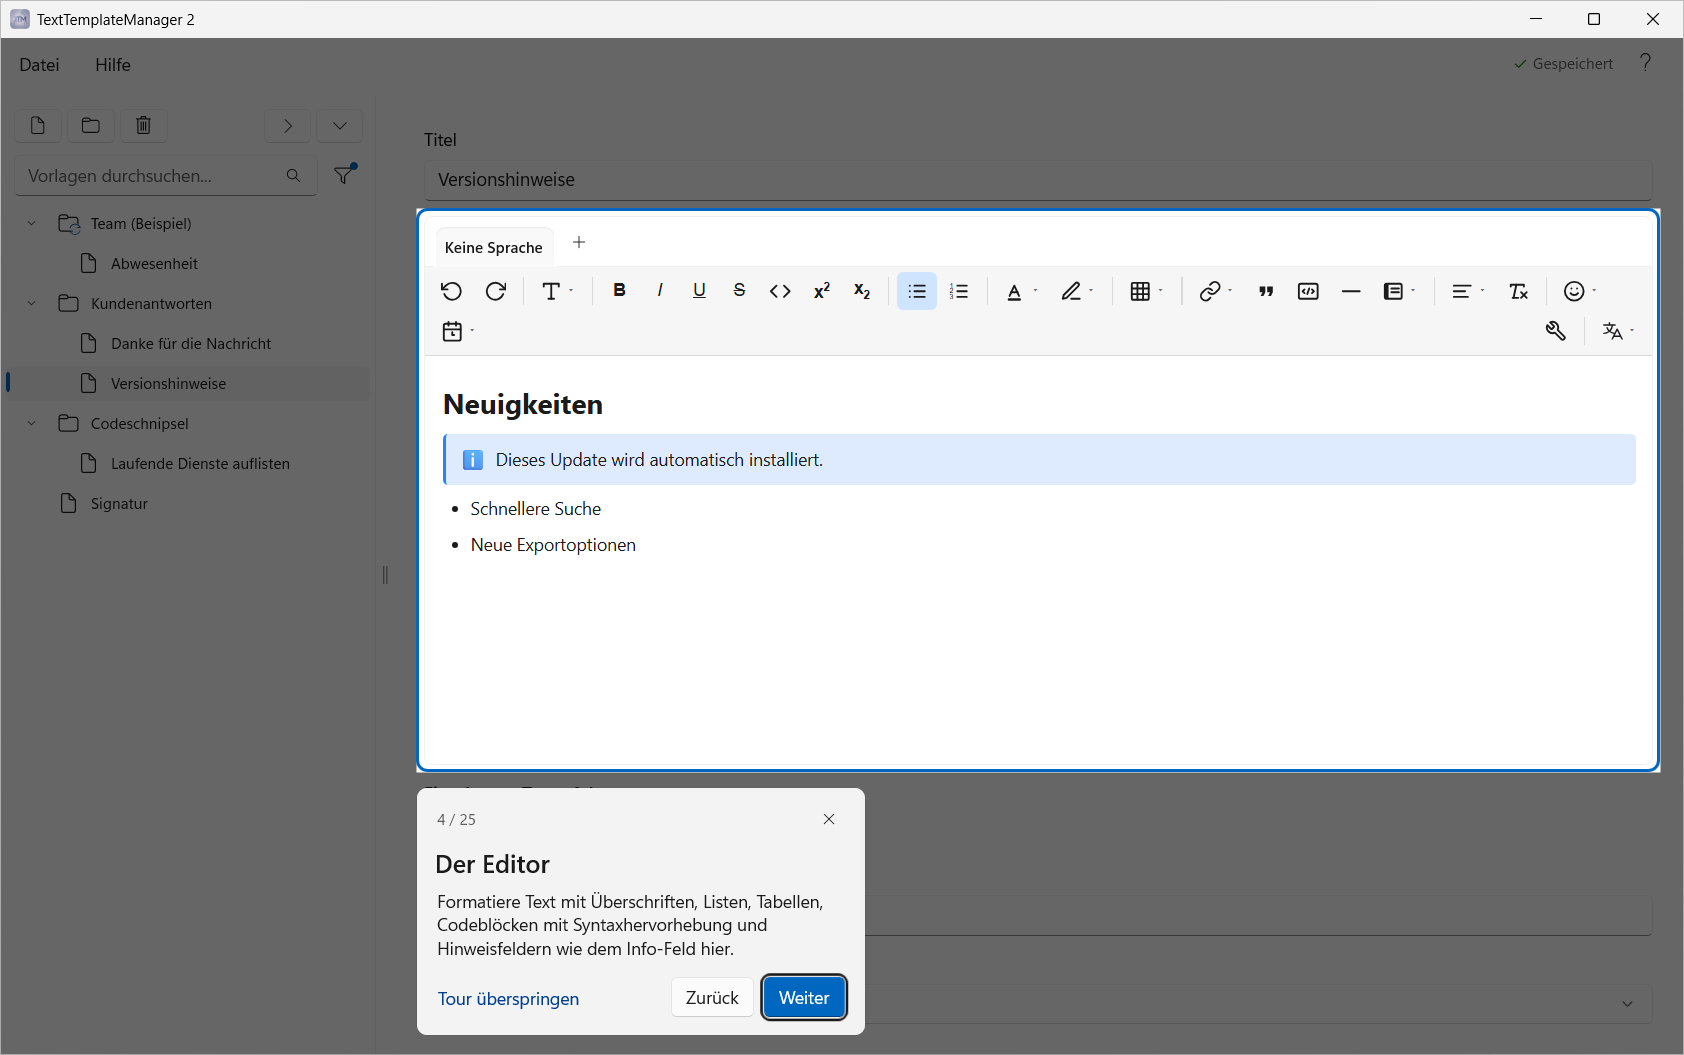 TextTemplateManager 2
Datei Hilfe
Gespeichert ?
Vorlagen durchsuchen...
Team (Beispiel)
Abwesenheit
Kundenantworten
Danke für die Nachricht
Versionshinweise
Codeschnipsel
Laufende Dienste auflisten
Signatur
Titel
Versionshinweise
Keine Sprache
Neuigkeiten
Dieses Update wird automatisch installiert.
Schnellere Suche
Neue Exportoptionen
4 / 25
Der Editor
Formatiere Text mit Überschriften, Listen, Tabellen,
Codeblöcken mit Syntaxhervorhebung und
Hinweisfeldern wie dem Info-Feld hier.
Tour überspringen Zurück Weiter